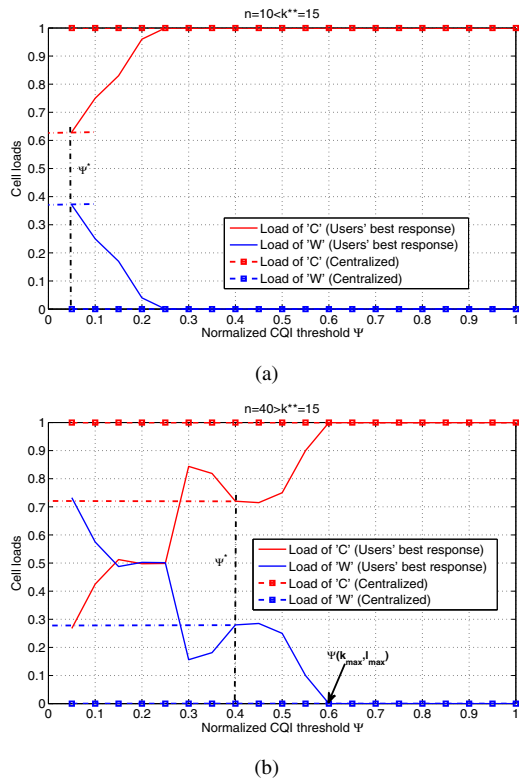 n=10<k**=15
1
0.9
0.8
0.7
0.6
0.5
0.4
0.3
0.2
0.1
0
Cell loads
Ψ*
Load of 'C' (Users' best response)
Load of 'W' (Users' best response)
Load of 'C' (Centralized)
Load of 'W' (Centralized)
0 0.1 0.2 0.3 0.4 0.5 0.6 0.7 0.8 0.9 1
Normalized CQI threshold Ψ
(a)
n=40>k**=15
1
0.9
0.8
0.7
0.6
0.5
0.4
0.3
0.2
0.1
0
Cell loads
Ψ*
Load of 'C' (Users' best response)
Load of 'W' (Users' best response)
Load of 'C' (Centralized)
Load of 'W' (Centralized)
Ψ(k_max,l_max)
0 0.1 0.2 0.3 0.4 0.5 0.6 0.7 0.8 0.9 1
Normalized CQI threshold Ψ
(b)